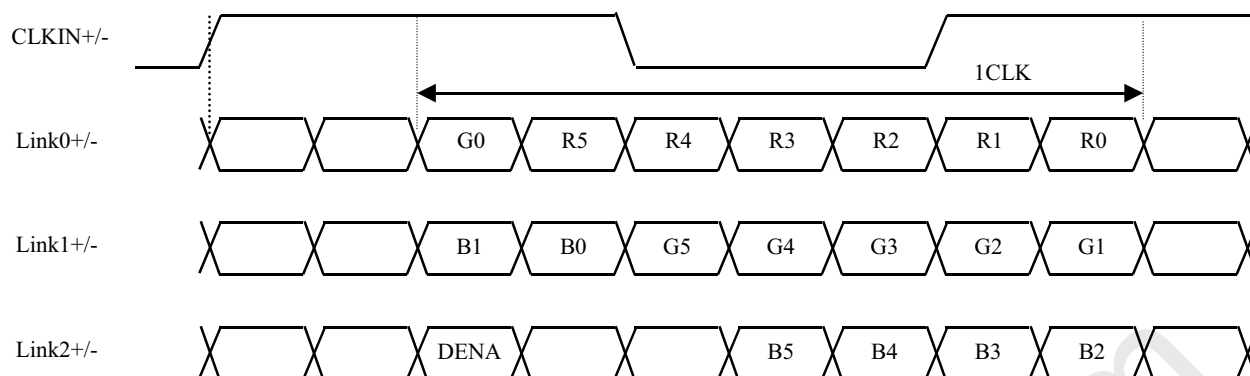 CLKIN+/-
1CLK
Link0+/- G0 R5 R4 R3 R2 R1 R0
Link1+/- B1 B0 G5 G4 G3 G2 G1
Link2+/- DENA B5 B4 B3 B2